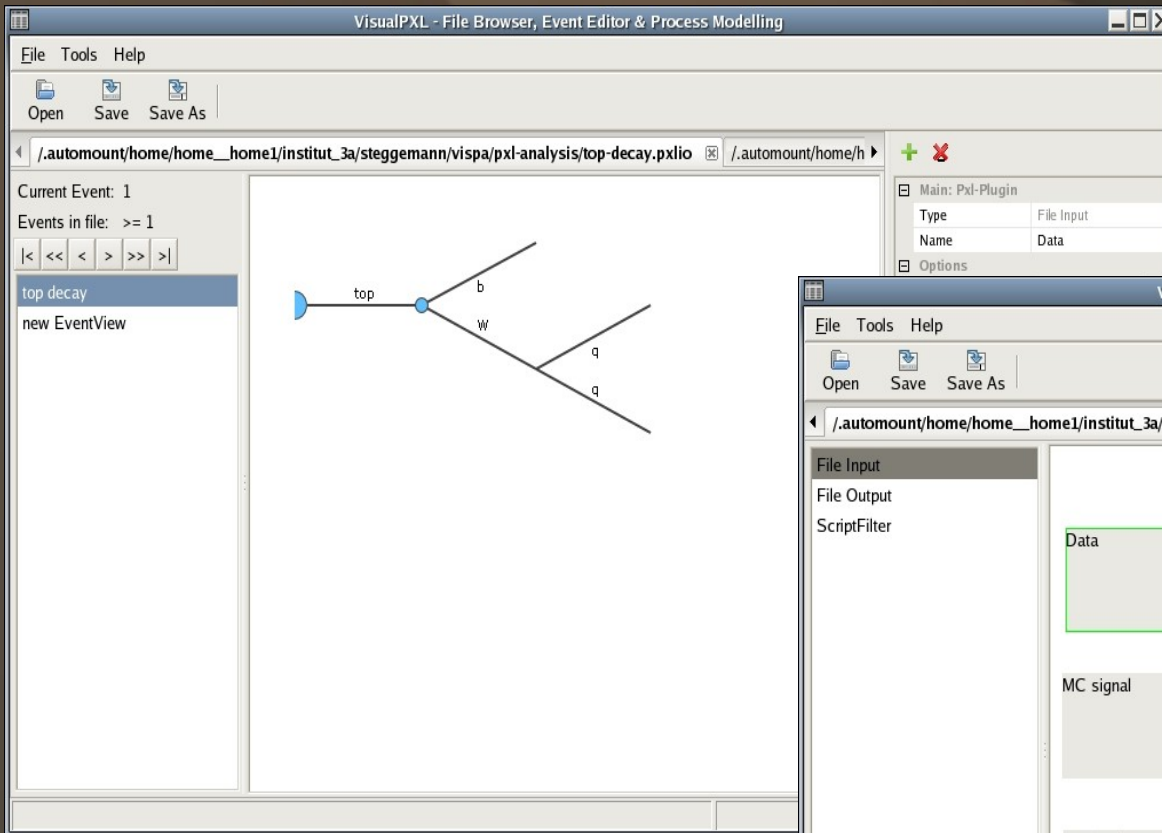 VisualPXL - File Browser, Event Editor & Process Modelling
File Tools Help
Open Save Save As
/.automount/home/home__home1/institut_3a/steggemann/vispa/pxl-analysis/top-decay.pxlio
/.automount/home/h
Current Event: 1
Events in file: >= 1
|< << < > >> >|
top decay
new EventView
top
b
W
q
q
Main: Pxl-Plugin
Type File Input
Name Data
Options
V
File Tools Help
Open Save Save As
/.automount/home/home__home1/institut_3a/
File Input
File Output
ScriptFilter
Data
MC signal